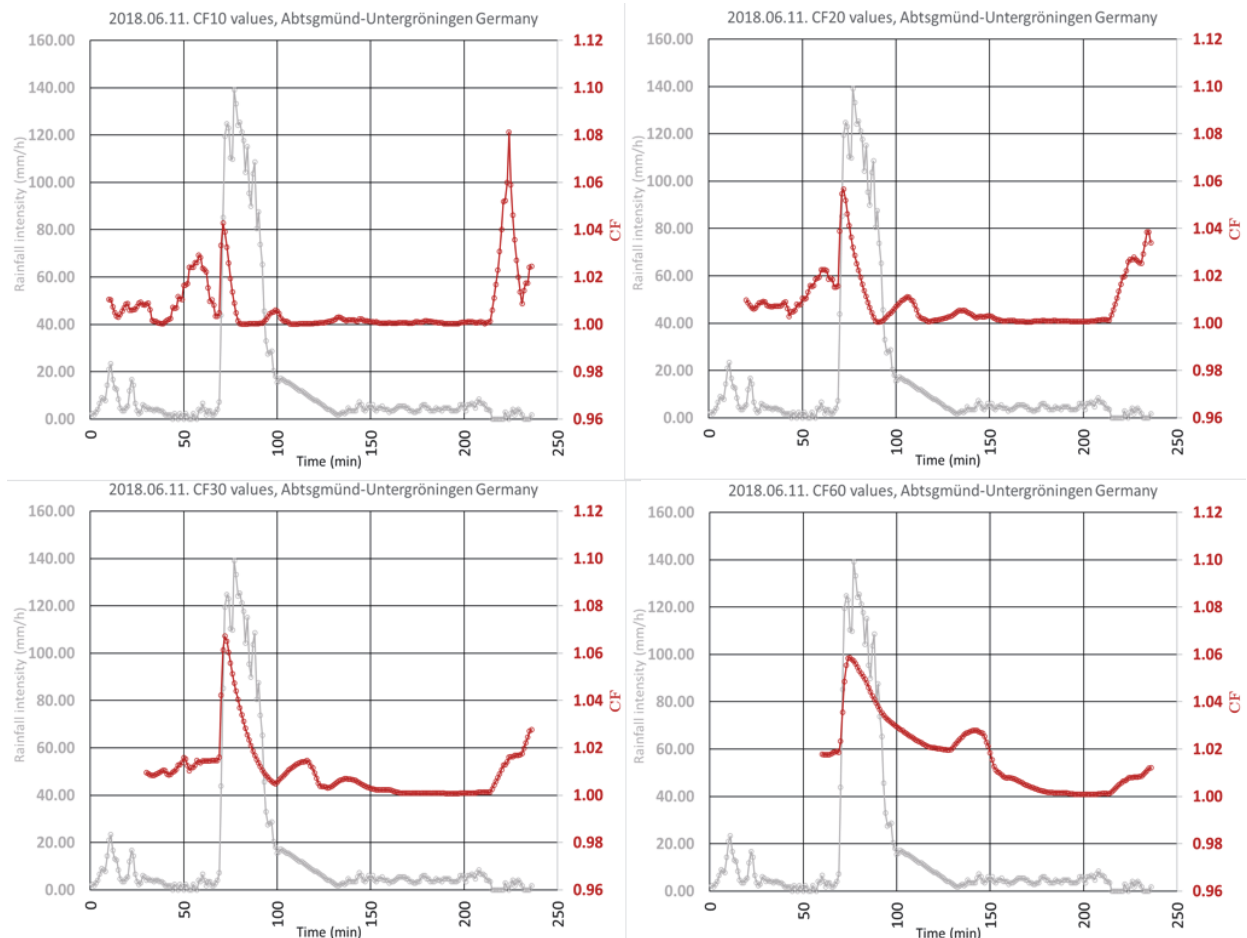 2018.06.11. CF10 values, Abtsgmünd-Untergröningen Germany
160.00 140.00 120.00 100.00 80.00 60.00 40.00 20.00 0.00
Rainfall intensity (mm/h)
1.12 1.10 1.08 1.06 1.04 1.02 1.00 0.98 0.96
CF
0 50 100 150 200 250
Time (min)
2018.06.11. CF20 values, Abtsgmünd-Untergröningen Germany
160.00 140.00 120.00 100.00 80.00 60.00 40.00 20.00 0.00
Rainfall intensity (mm/h)
1.12 1.10 1.08 1.06 1.04 1.02 1.00 0.98 0.96
CF
0 50 100 150 200 250
Time (min)
2018.06.11. CF30 values, Abtsgmünd-Untergröningen Germany
160.00 140.00 120.00 100.00 80.00 60.00 40.00 20.00 0.00
Rainfall intensity (mm/h)
1.12 1.10 1.08 1.06 1.04 1.02 1.00 0.98 0.96
CF
0 50 100 150 200 250
Time (min)
2018.06.11. CF60 values, Abtsgmünd-Untergröningen Germany
160.00 140.00 120.00 100.00 80.00 60.00 40.00 20.00 0.00
Rainfall intensity (mm/h)
1.12 1.10 1.08 1.06 1.04 1.02 1.00 0.98 0.96
CF
0 50 100 150 200 250
Time (min)